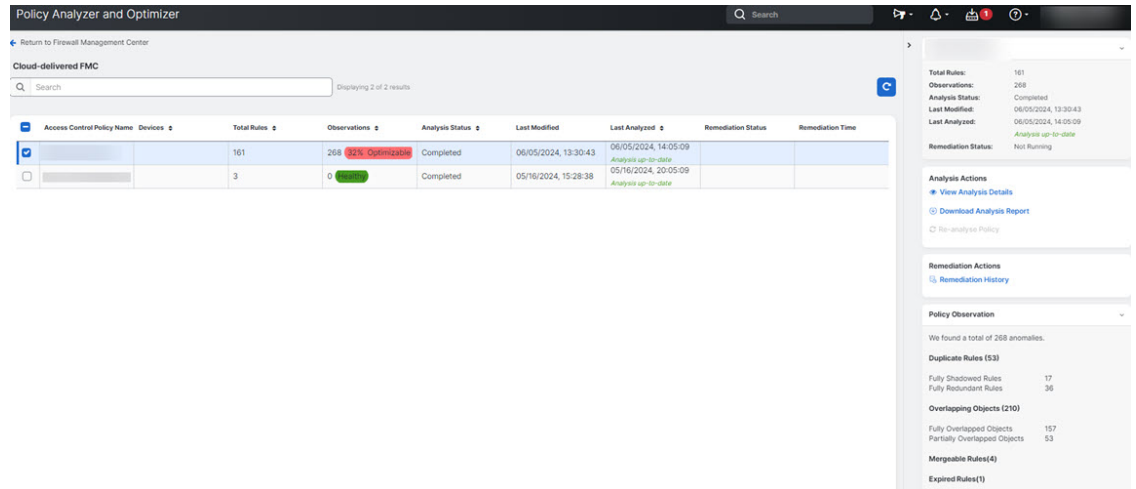 Policy Analyzer and Optimizer
Search
1
Return to Firewall Management Center
Cloud-delivered FMC
Search
Displaying 2 of 2 results
Access Control Policy Name Devices Total Rules Observations Analysis Status Last Modified Last Analyzed Remediation Status Remediation Time
161 268 32% Optimizable Completed 06/05/2024, 13:30:43 06/05/2024, 14:05:09
Analysis up-to-date
3 0 Healthy Completed 05/16/2024, 15:28:38 05/16/2024, 20:05:09
Analysis up-to-date
Total Rules: 161
Observations: 268
Analysis Status: Completed
Last Modified: 06/05/2024, 13:30:43
Last Analyzed: 06/05/2024, 14:05:09
Analysis up-to-date
Remediation Status: Not Running
Analysis Actions
View Analysis Details
Download Analysis Report
Re-analyse Policy
Remediation Actions
Remediation History
Policy Observation
We found a total of 268 anomalies.
Duplicate Rules (53)
Fully Shadowed Rules 17
Fully Redundant Rules 36
Overlapping Objects (210)
Fully Overlapped Objects 157
Partially Overlapped Objects 53
Mergeable Rules(4)
Expired Rules(1)